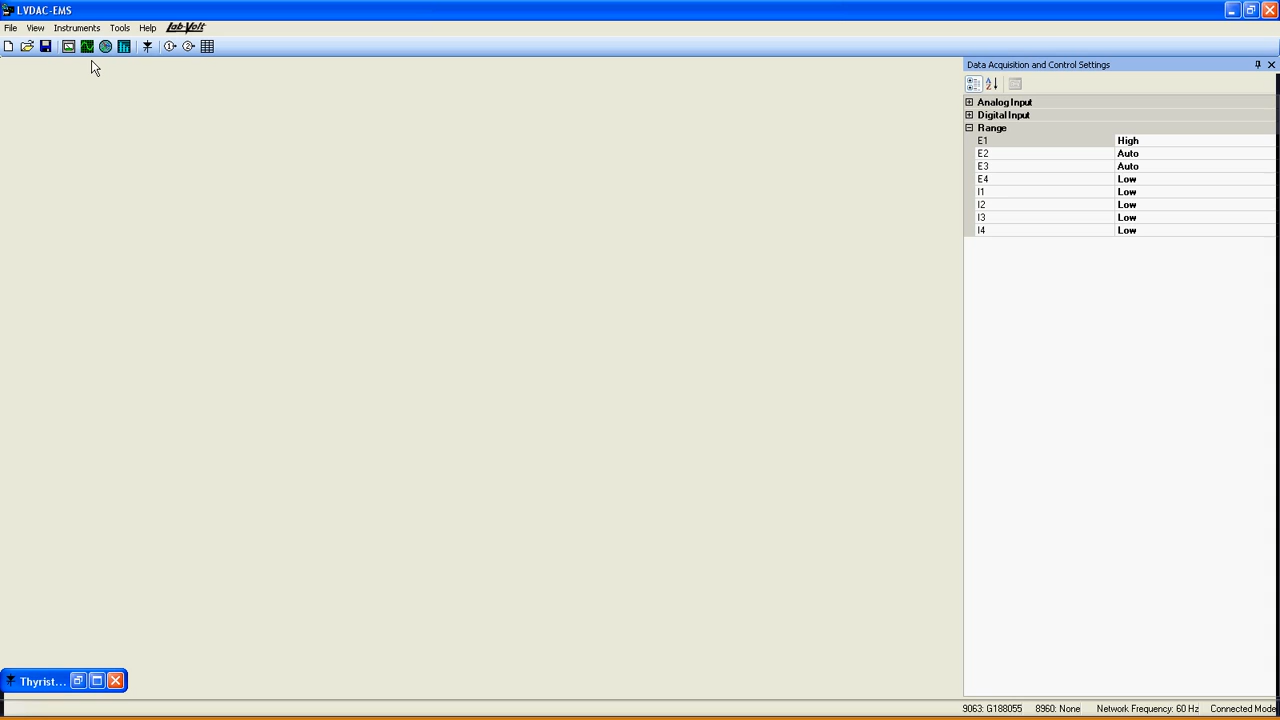 LVDAC-EMS
File View Instruments Tools Help Lab-Volt
1 2
Data Acquisition and Control Settings
Analog Input
Digital Input
Range
E1 High
E2 Auto
E3 Auto
E4 Low
I1 Low
I2 Low
I3 Low
I4 Low
Thyrist...
9063: G188055 8960: None Network Frequency: 60 Hz Connected Mode